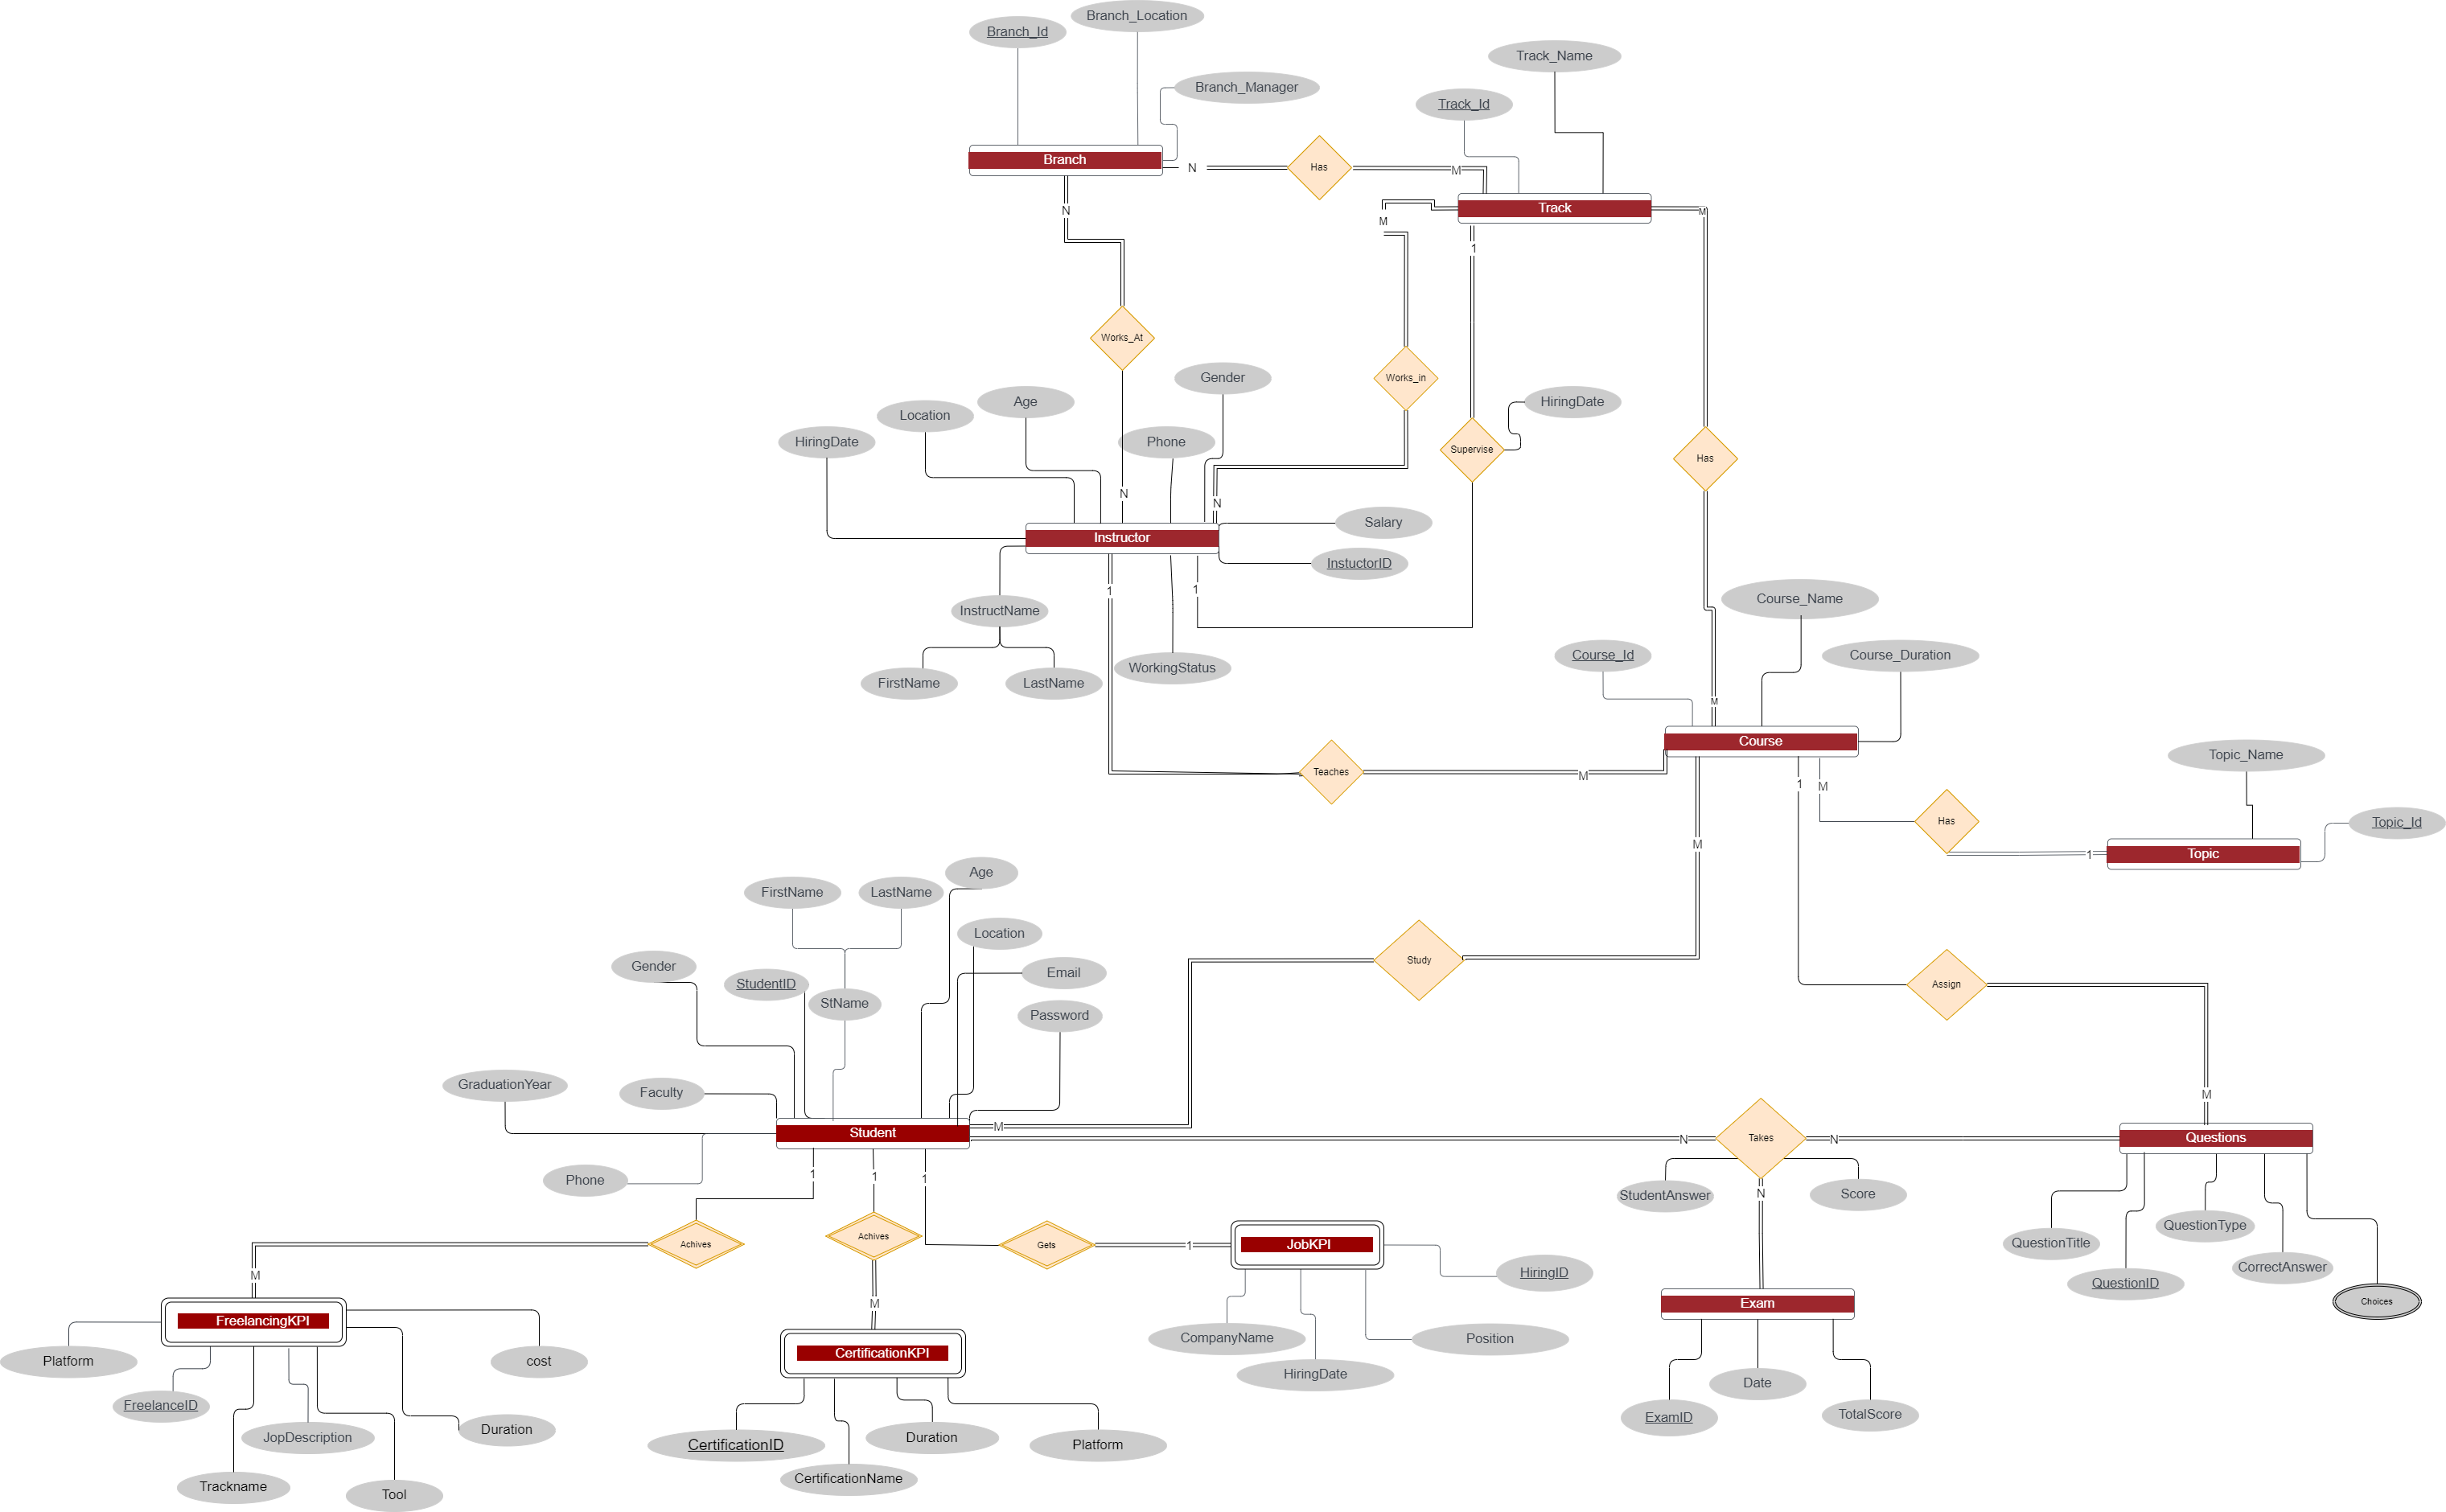 Branch_Location
Branch_Id
Track_Name
Branch_Manager
Track_Id
Branch
N
Has
M
Track
M
N
M
1
Works_At
Gender
Works_in
Age
HiringDate
Location
HiringDate
Phone
Supervise
Has
N
N
Salary
Instructor
InstuctorID
1
1
Course_Name
InstructName
Course_Id
Course_Duration
WorkingStatus
FirstName
LastName
M
Course
Topic_Name
Teaches
M
1
M
Has
Topic_Id
M
1
Topic
Age
FirstName
LastName
Location
Study
Gender
Email
StudentID
Assign
StName
Password
GraduationYear
Faculty
M
M
Student
N
Takes
N
Questions
Phone
1
1
1
StudentAnswer
N
Score
QuestionType
Achives
Achives
Gets
1
JobKPI
QuestionTitle
HiringID
CorrectAnswer
M
QuestionID
M
Exam
Choices
FreelancingKPI
CompanyName
Position
CertificationKPI
Platform
cost
HiringDate
Date
FreelanceID
TotalScore
ExamID
JopDescription
Duration
CertificationID
Duration
Platform
CertificationName
Trackname
Tool